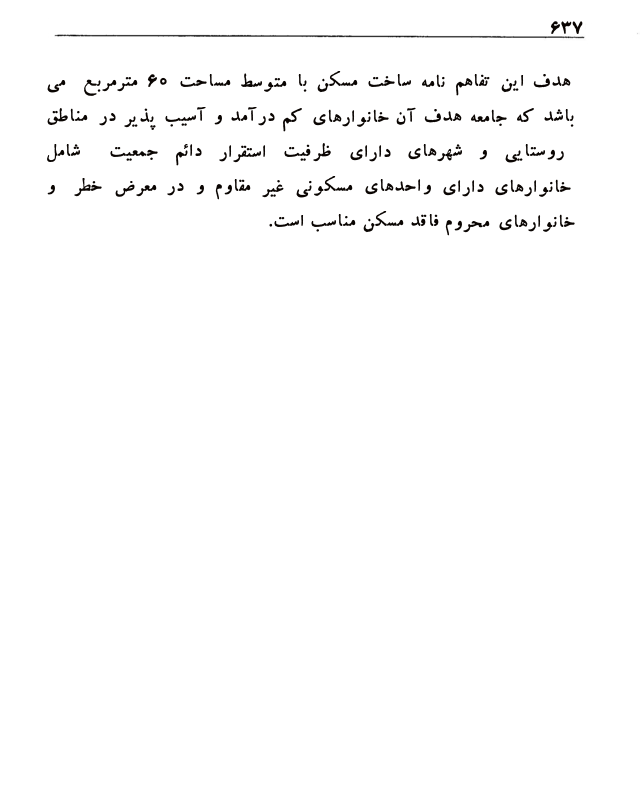 ۶۳۷
هدف این تفاهم نامه ساخت مسکن با متوسط مساحت ۶۰ مترمربع می
باشد که جامعه هدف آن خانوارهای کم درآمد و آسیب پذیر در مناطق
روستایی و شهرهای دارای ظرفیت استقرار دائم جمعیت شامل
خانوارهای دارای واحدهای مسکونی غیر مقاوم و در معرض خطر و
خانوارهای محروم فاقد مسکن مناسب است.